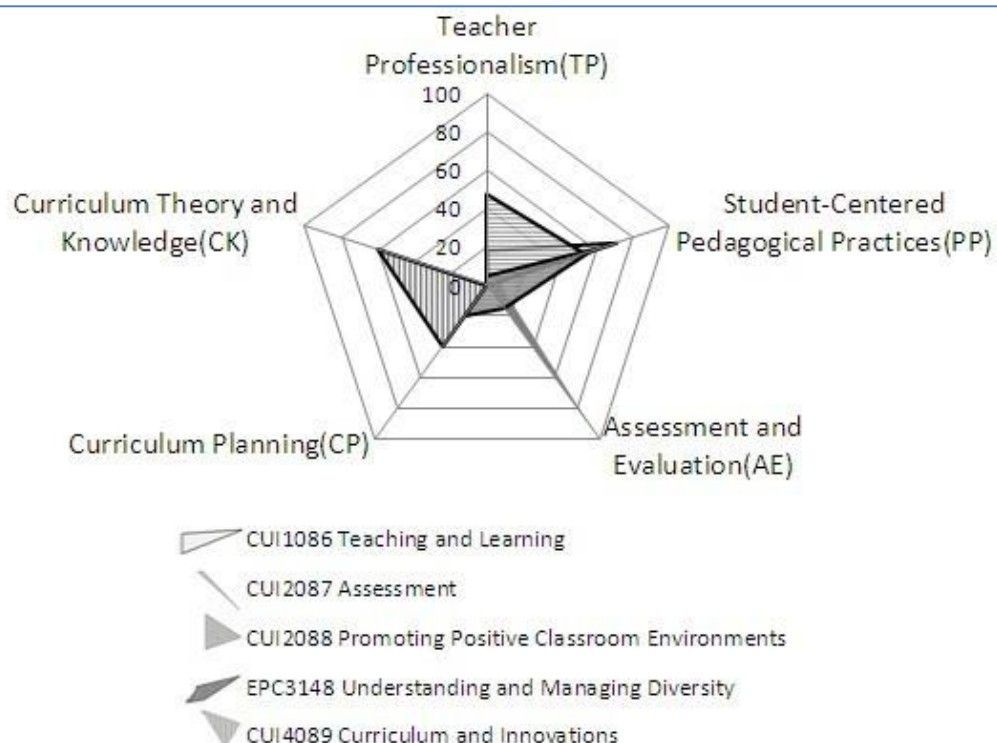 Teacher
Professionalism(TP)
100
80
60
40
20
0
Curriculum Theory and
Knowledge(CK)
Student-Centered
Pedagogical Practices(PP)
Curriculum Planning(CP)
Assessment and
Evaluation(AE)
CUI1086 Teaching and Learning
CUI2087 Assessment
CUI2088 Promoting Positive Classroom Environments
EPC3148 Understanding and Managing Diversity
CUI4089 Curriculum and Innovations